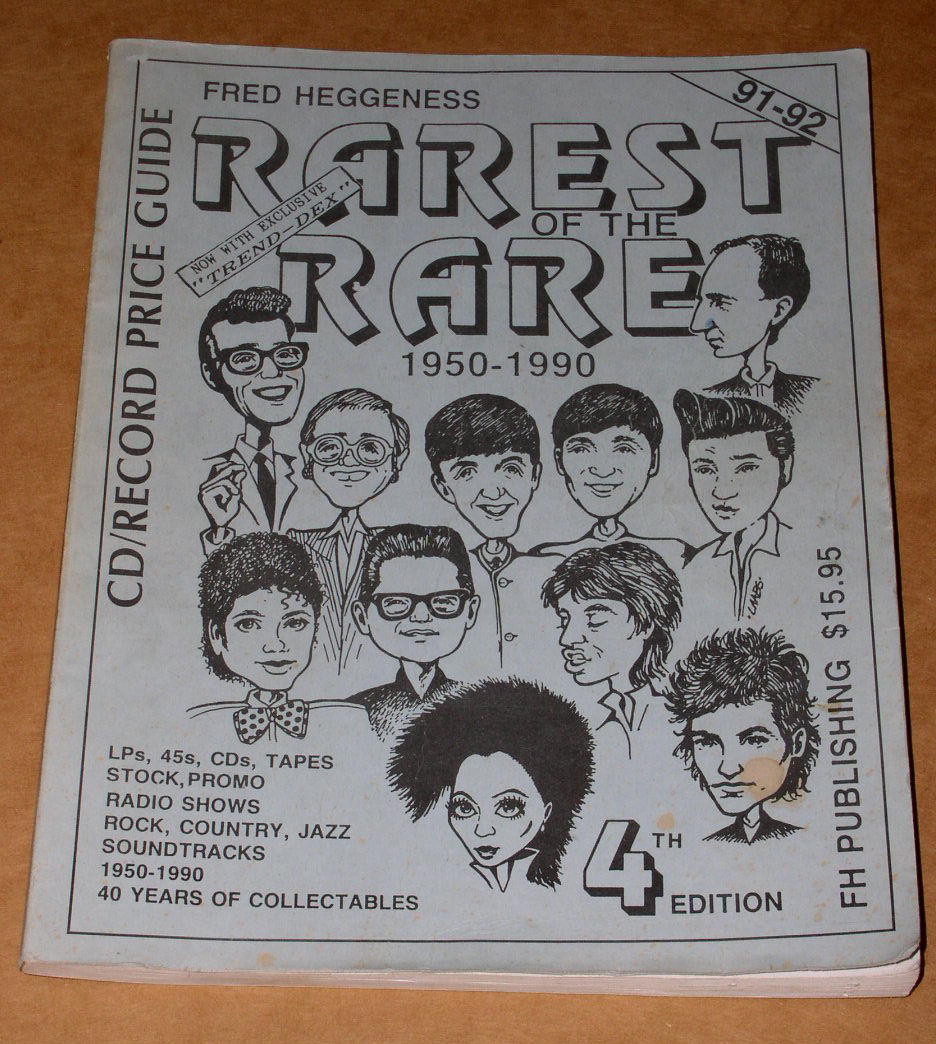 FRED HEGGENESS
91-92
RAREST
OF THE
RARE
NOW WITH EXCLUSIVE
"TREND-DEX"
1950-1990
CD/RECORD PRICE GUIDE
LPs, 45s, CDs, TAPES
STOCK, PROMO
RADIO SHOWS
ROCK, COUNTRY, JAZZ
SOUNDTRACKS
1950-1990
40 YEARS OF COLLECTABLES
4TH
EDITION
FH PUBLISHING $15.95